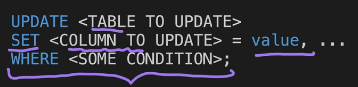 UPDATE <TABLE TO UPDATE>
SET <COLUMN TO UPDATE> = value, ...
WHERE <SOME CONDITION>;